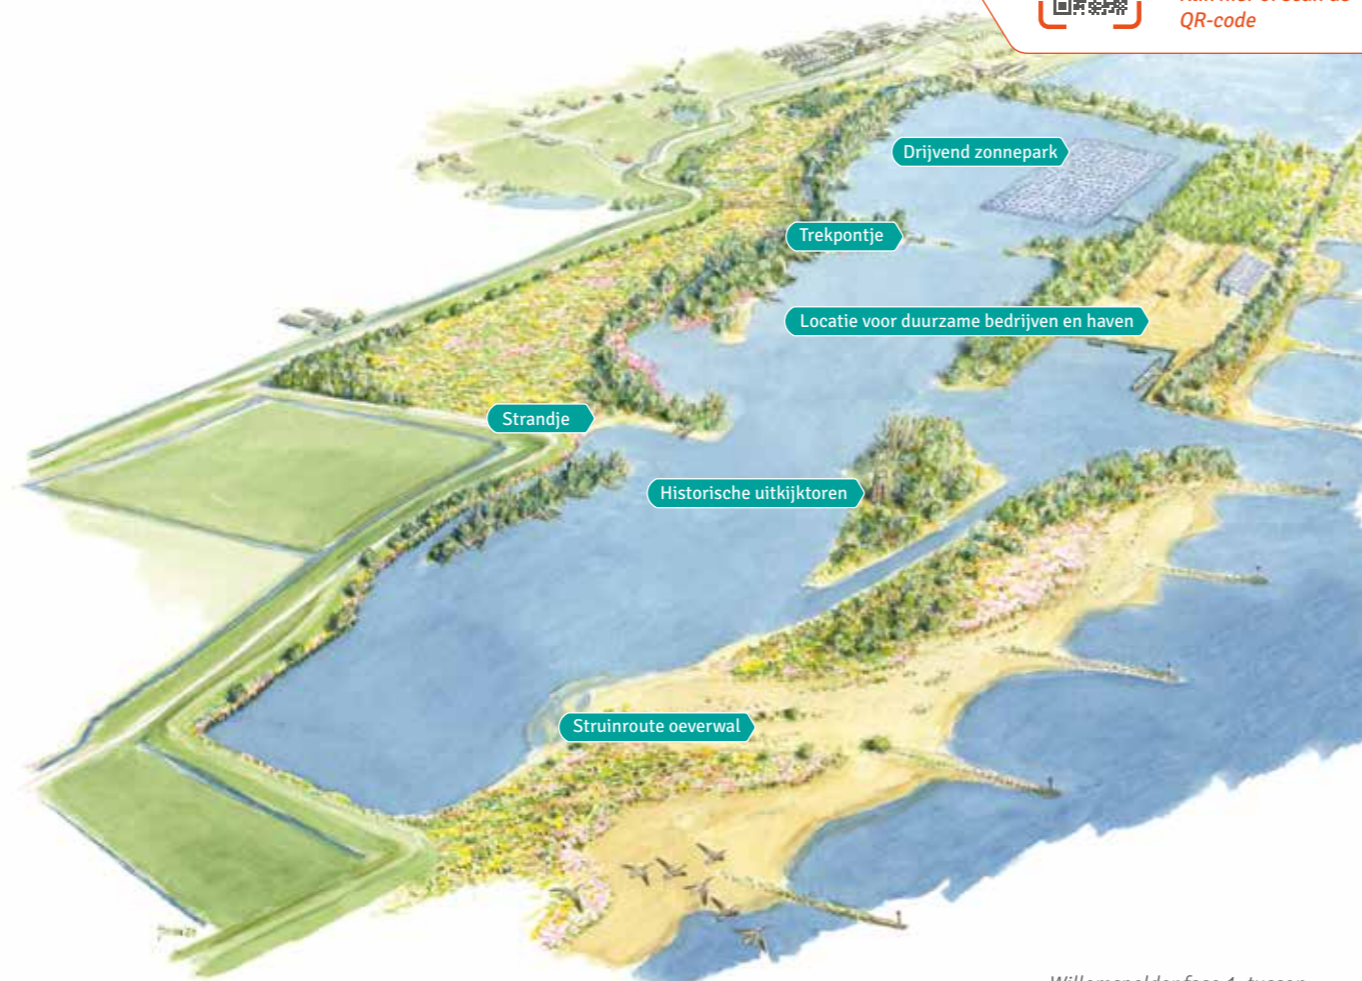 QR-code
Drijvend zonnepark
Trekpontje
Locatie voor duurzame bedrijven en haven
Strandje
Historische uitkijktoren
Struinroute oeverwal